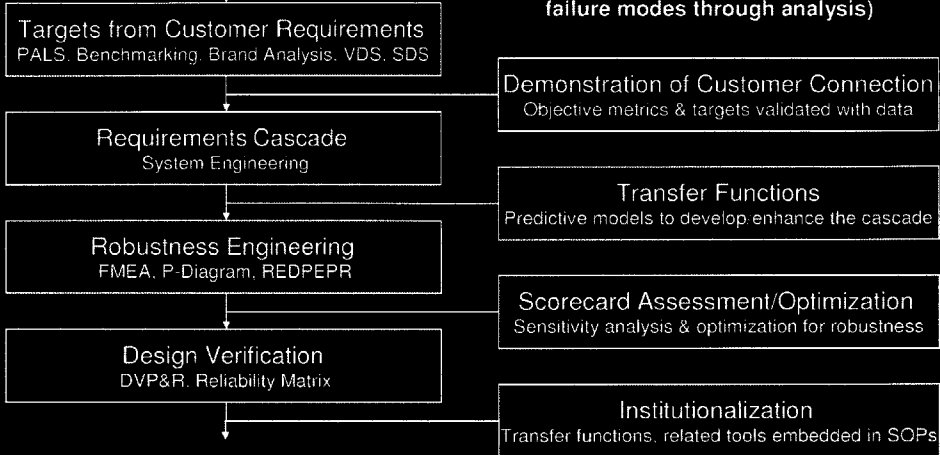 failure modes through analysis)
Targets from Customer Requirements
PALS, Benchmarking, Brand Analysis, VDS, SDS
Demonstration of Customer Connection
Objective metrics & targets validated with data
Requirements Cascade
System Engineering
Transfer Functions
Predictive models to develop/enhance the cascade
Robustness Engineering
FMEA, P-Diagram, REDPEPR
Scorecard Assessment/Optimization
Sensitivity analysis & optimization for robustness
Design Verification
DVP&R, Reliability Matrix
Institutionalization
Transfer functions, related tools embedded in SOPs